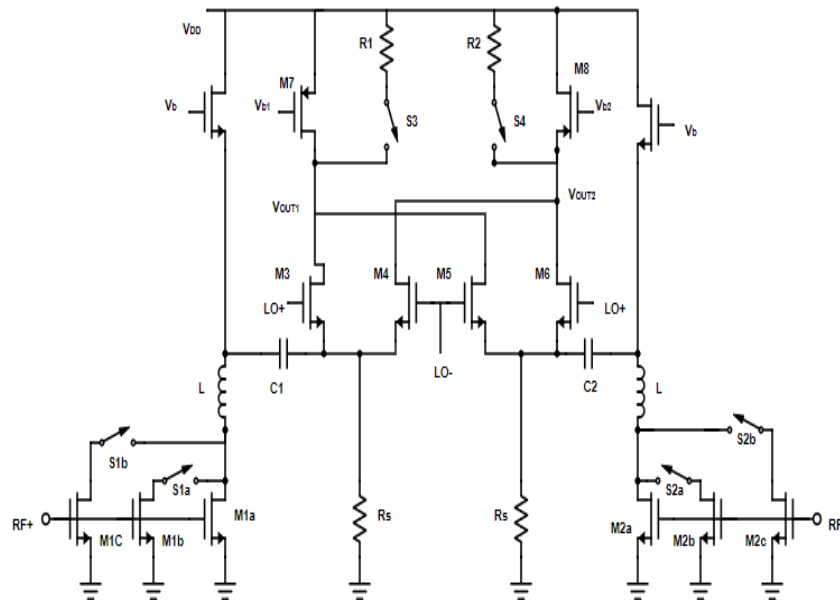 VDD
R1
R2
M7
M8
Vb
Vb1
S3
S4
Vb2
Vb
VOUT1
VOUT2
M3
M4
M5
M6
LO+
LO+
LO-
L
C1
C2
L
S1b
S2b
S1a
S2a
RF+
M1C
M1b
M1a
Rs
Rs
M2a
M2b
M2c
RF